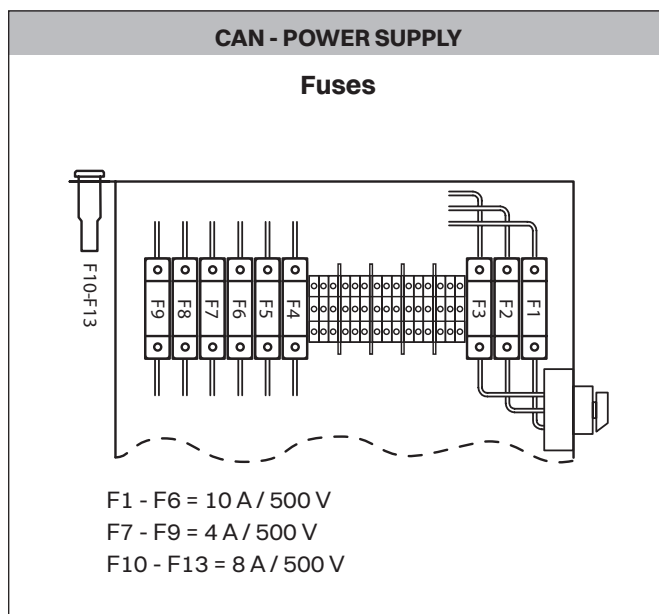 CAN - POWER SUPPLY
Fuses
F10-F13
F9 F8 F7 F6 F5 F4 F3 F2 F1
F1 - F6 = 10 A / 500 V
F7 - F9 = 4 A / 500 V
F10 - F13 = 8 A / 500 V